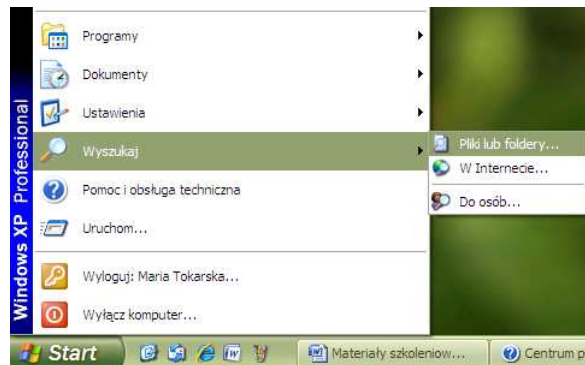 Programy
Dokumenty
Ustawienia
Wyszukaj
Pliki lub foldery...
W Internecie...
Do osób...
Pomoc i obsługa techniczna
Uruchom...
Wyloguj: Maria Tokarska...
Wyłącz komputer...
Windows XP Professional
Start
Materiały szkoleniow...
Centrum p